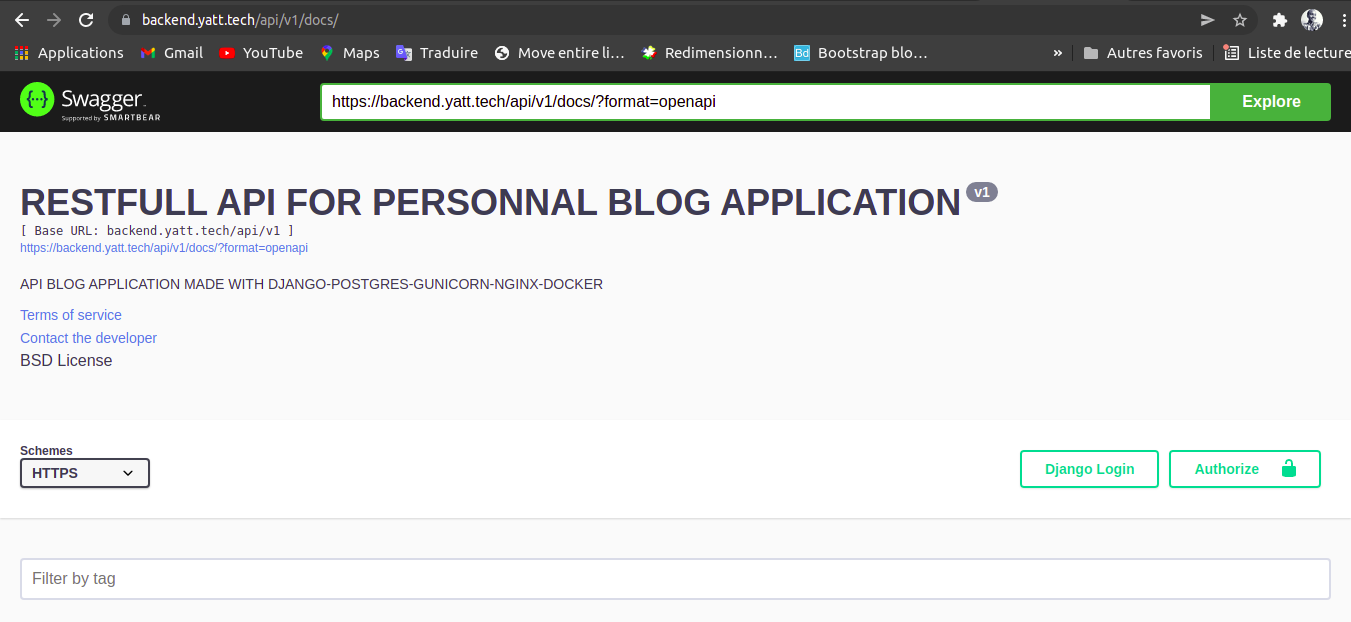 backend.yatt.tech/api/v1/docs/
Applications Gmail YouTube Maps Traduire Move entire li… Redimensionn… Bd Bootstrap blo… » Autres favoris Liste de lecture
{···} Swagger
Supported by SMARTBEAR
https://backend.yatt.tech/api/v1/docs/?format=openapi Explore
RESTFULL API FOR PERSONNAL BLOG APPLICATION v1
[ Base URL: backend.yatt.tech/api/v1 ]
https://backend.yatt.tech/api/v1/docs/?format=openapi
API BLOG APPLICATION MADE WITH DJANGO-POSTGRES-GUNICORN-NGINX-DOCKER
Terms of service
Contact the developer
BSD License
Schemes
HTTPS Django Login Authorize
Filter by tag